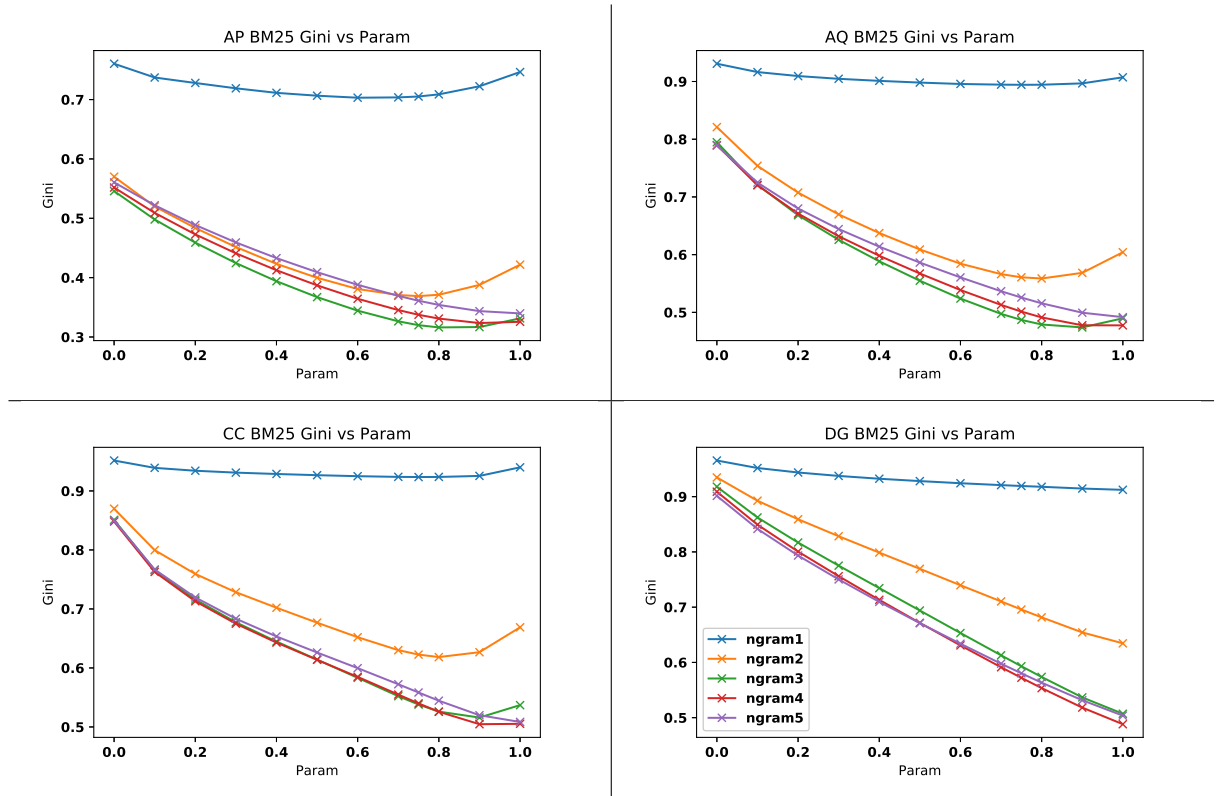 AP BM25 Gini vs Param
0.7
0.6
0.5
0.4
0.3
Gini
0.0 0.2 0.4 0.6 0.8 1.0
Param
AQ BM25 Gini vs Param
0.9
0.8
0.7
0.6
0.5
Gini
0.0 0.2 0.4 0.6 0.8 1.0
Param
CC BM25 Gini vs Param
0.9
0.8
0.7
0.6
0.5
Gini
0.0 0.2 0.4 0.6 0.8 1.0
Param
DG BM25 Gini vs Param
0.9
0.8
0.7
0.6
0.5
Gini
ngram1
ngram2
ngram3
ngram4
ngram5
0.0 0.2 0.4 0.6 0.8 1.0
Param